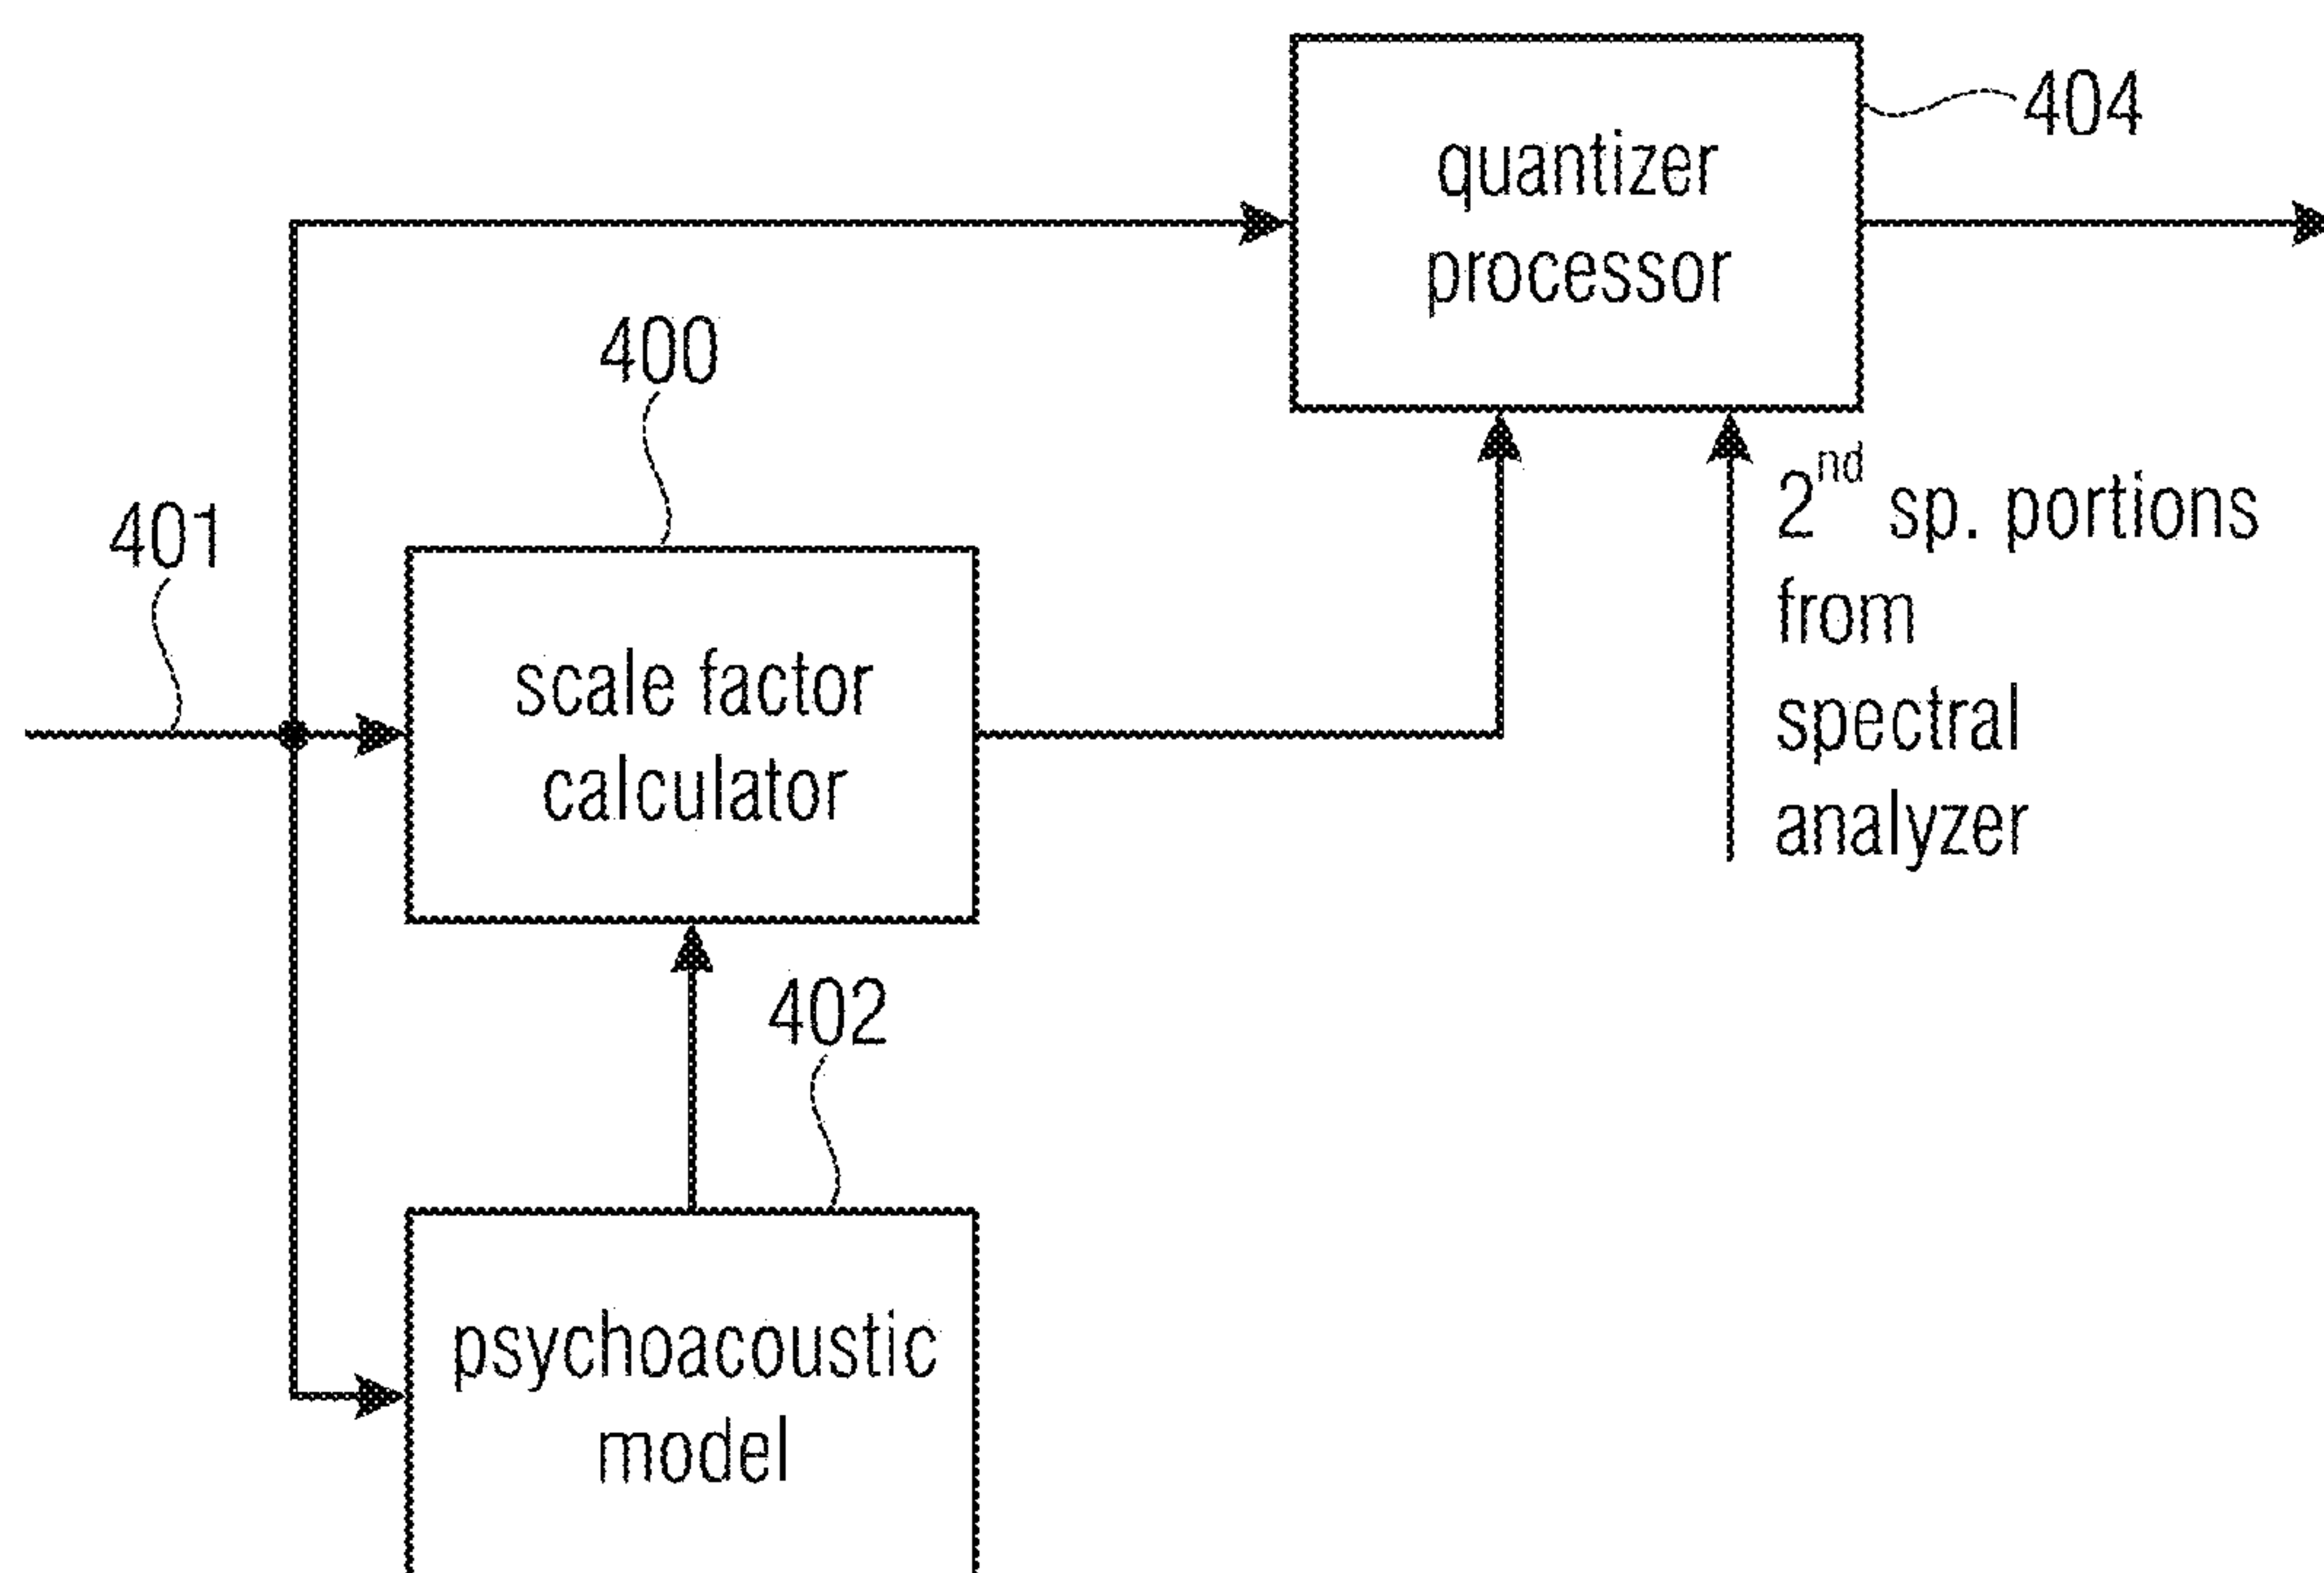 404
quantizer
processor
400
401
2nd sp. portions
from
spectral
analyzer
scale factor
calculator
402
psychoacoustic
model